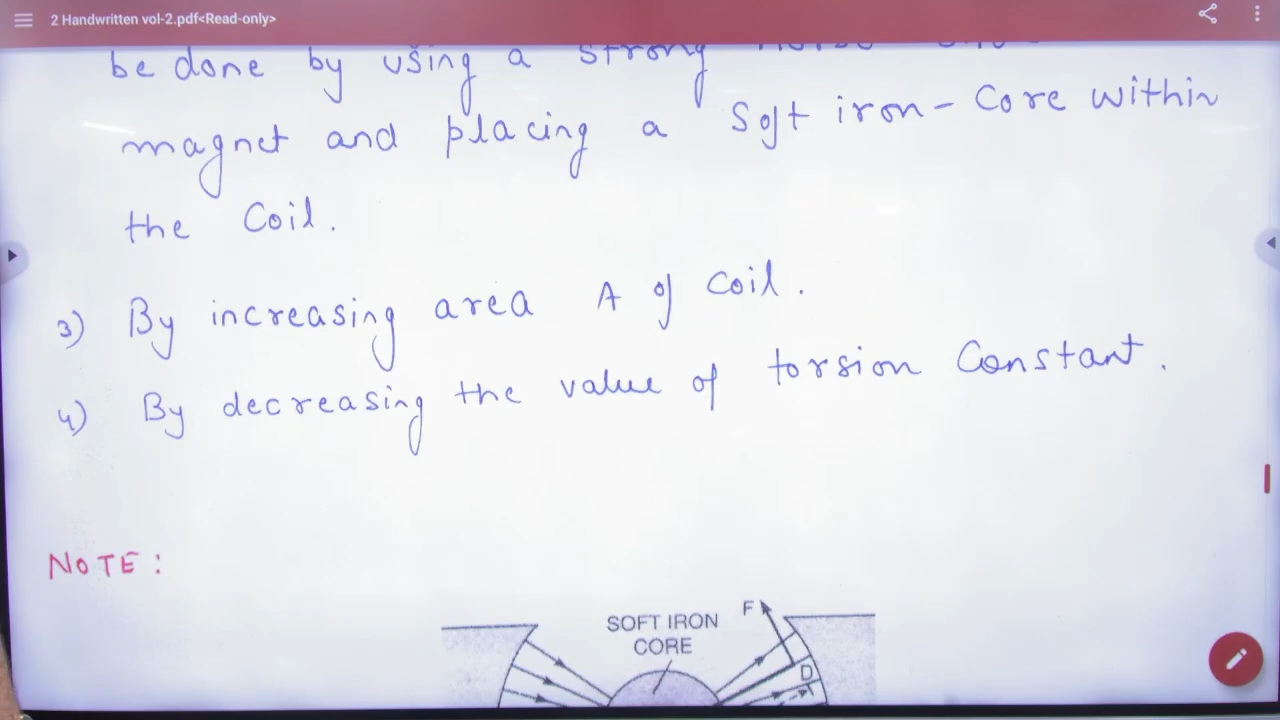 2 Handwritten vol-2.pdf<Read-only>
be done by using a strong
magnet and placing a Soft iron-Core within
the Coil.
3) By increasing area A of Coil.
4) By decreasing the value of torsion Constant.
NOTE:
SOFT IRON
CORE
F
D